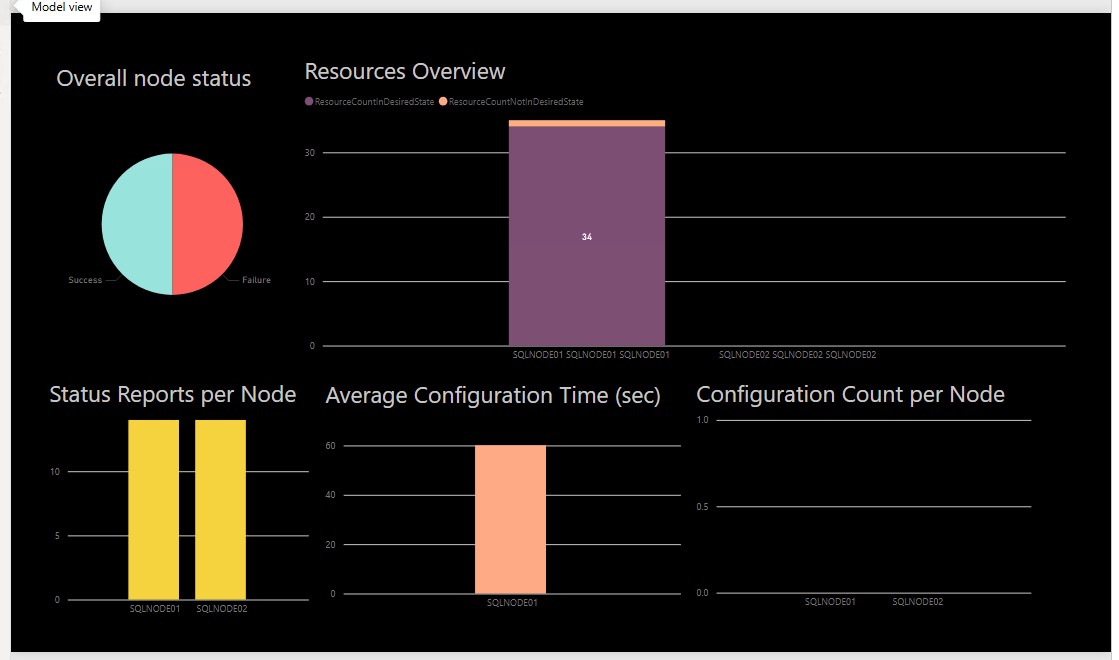 Model view
Overall node status
Success
Failure
Resources Overview
ResourceCountInDesiredState ResourceCountNotInDesiredState
30
20
10
0
34
SQLNODE01 SQLNODE01 SQLNODE01
SQLNODE02 SQLNODE02 SQLNODE02
Status Reports per Node
10
5
0
SQLNODE01
SQLNODE02
Average Configuration Time (sec)
60
40
20
0
SQLNODE01
Configuration Count per Node
1.0
0.5
0.0
SQLNODE01
SQLNODE02